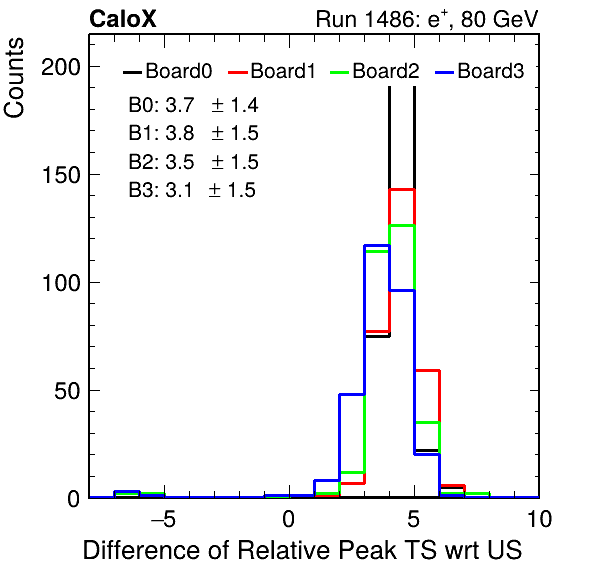 CaloX Run 1486: e⁺, 80 GeV
Counts
200
150
100
50
0
Board0 Board1 Board2 Board3
B0: 3.7 ± 1.4
B1: 3.8 ± 1.5
B2: 3.5 ± 1.5
B3: 3.1 ± 1.5
−5 0 5 10
Difference of Relative Peak TS wrt US